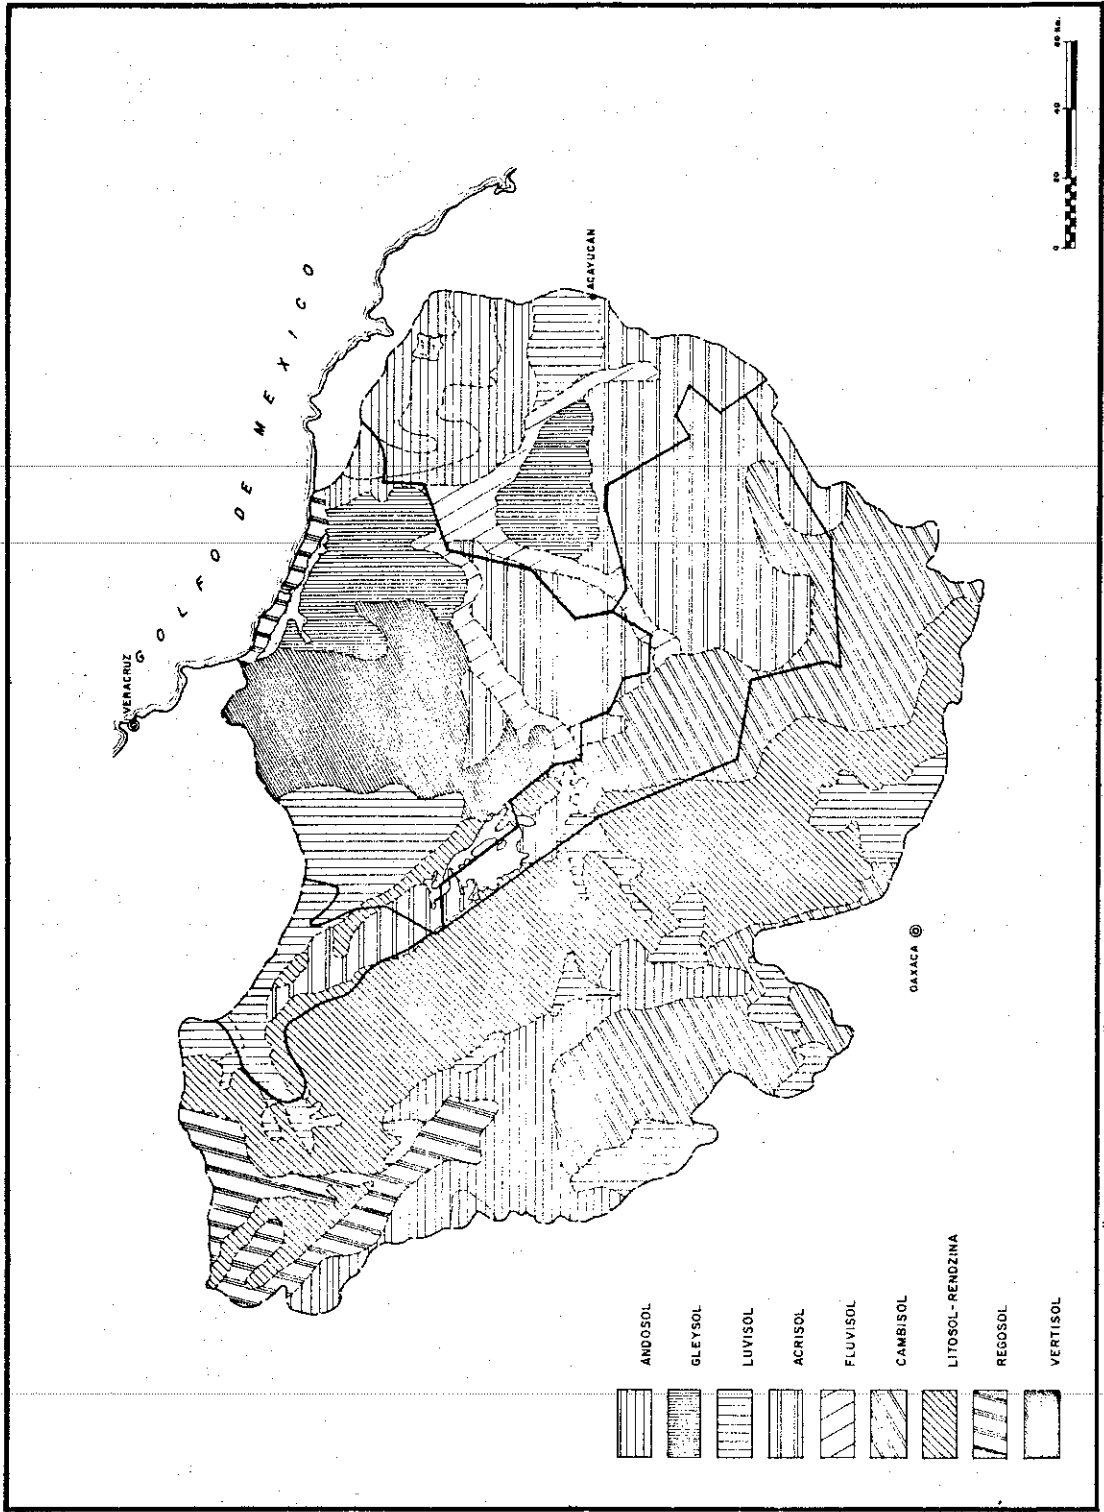 GOLFO DE MEXICO
VERACRUZ
ACAYUCAN
OAXACA
ANDOSOL
GLEYSOL
LUVISOL
ACRISOL
FLUVISOL
CAMBISOL
LITOSOL-RENDZINA
REGOSOL
VERTISOL
0 20 40 60 Km.